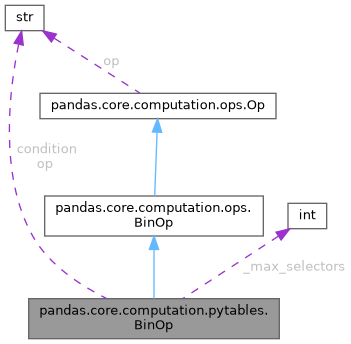 str
op
pandas.core.computation.ops.Op
condition
op
pandas.core.computation.ops.
BinOp
int
_max_selectors
pandas.core.computation.pytables.
BinOp